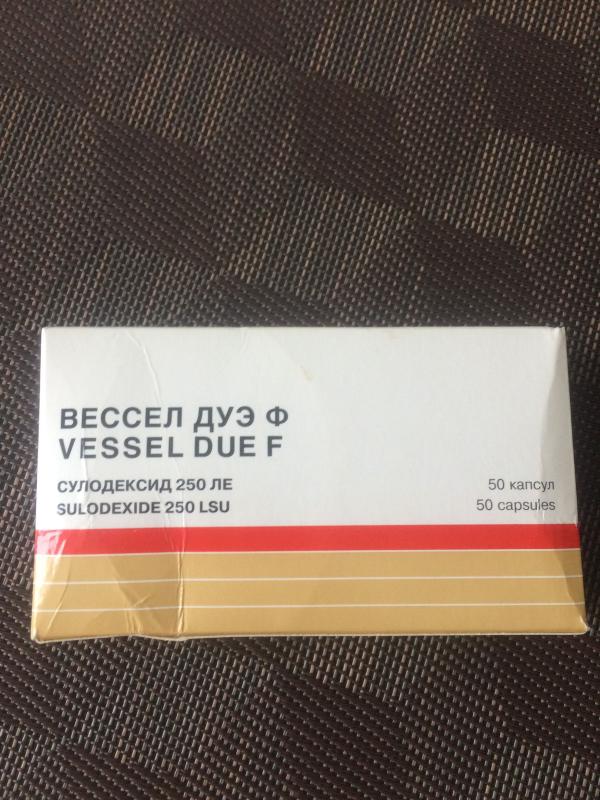 ВЕССЕЛ ДУЭ Ф
VESSEL DUE F
СУЛОДЕКСИД 250 ЛЕ
SULODEXIDE 250 LSU
50 капсул
50 capsules